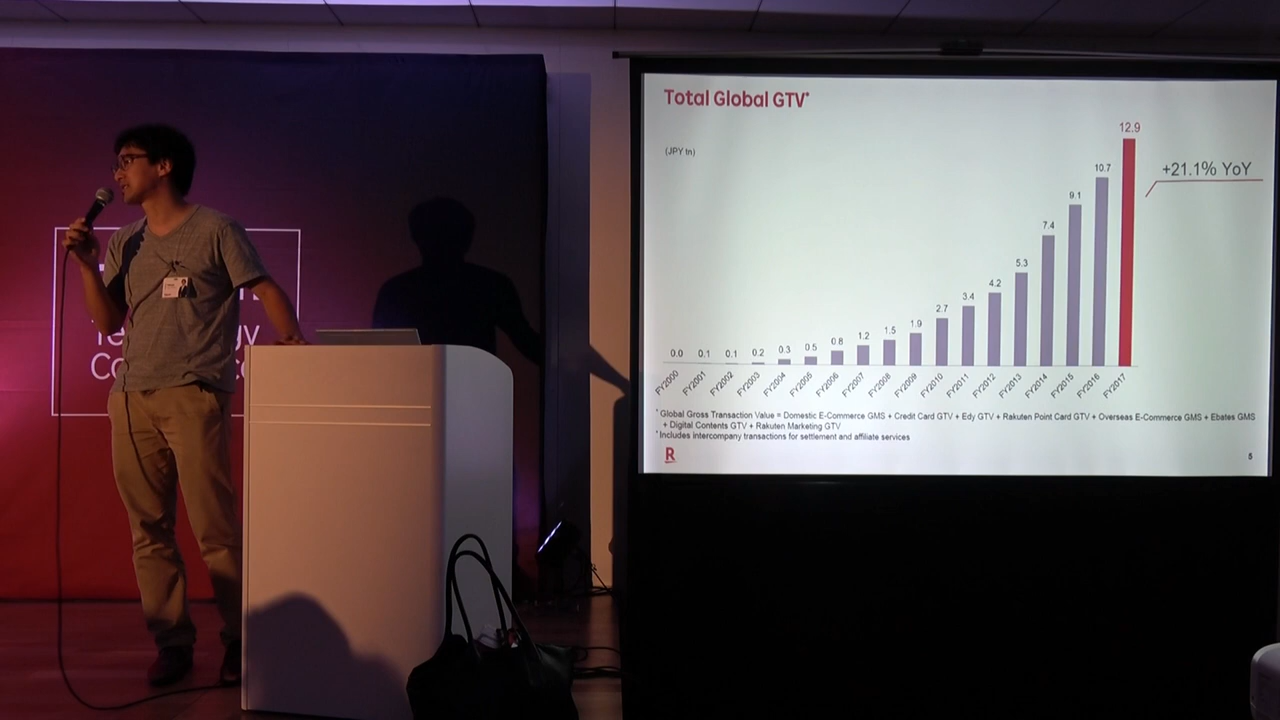 Total Global GTV*
(JPY tn)
0.0 0.1 0.1 0.2 0.3 0.5 0.8 1.2 1.5 1.9 2.7 3.4 4.2 5.3 7.4 9.1 10.7 12.9
+21.1% YoY
FY2000 FY2001 FY2002 FY2003 FY2004 FY2005 FY2006 FY2007 FY2008 FY2009 FY2010 FY2011 FY2012 FY2013 FY2014 FY2015 FY2016 FY2017
* Global Gross Transaction Value = Domestic E-Commerce GMS + Credit Card GTV + Edy GTV + Rakuten Point Card GTV + Overseas E-Commerce GMS + Ebates GMS
+ Digital Contents GTV + Rakuten Marketing GTV
* Includes intercompany transactions for settlement and affiliate services
R
5